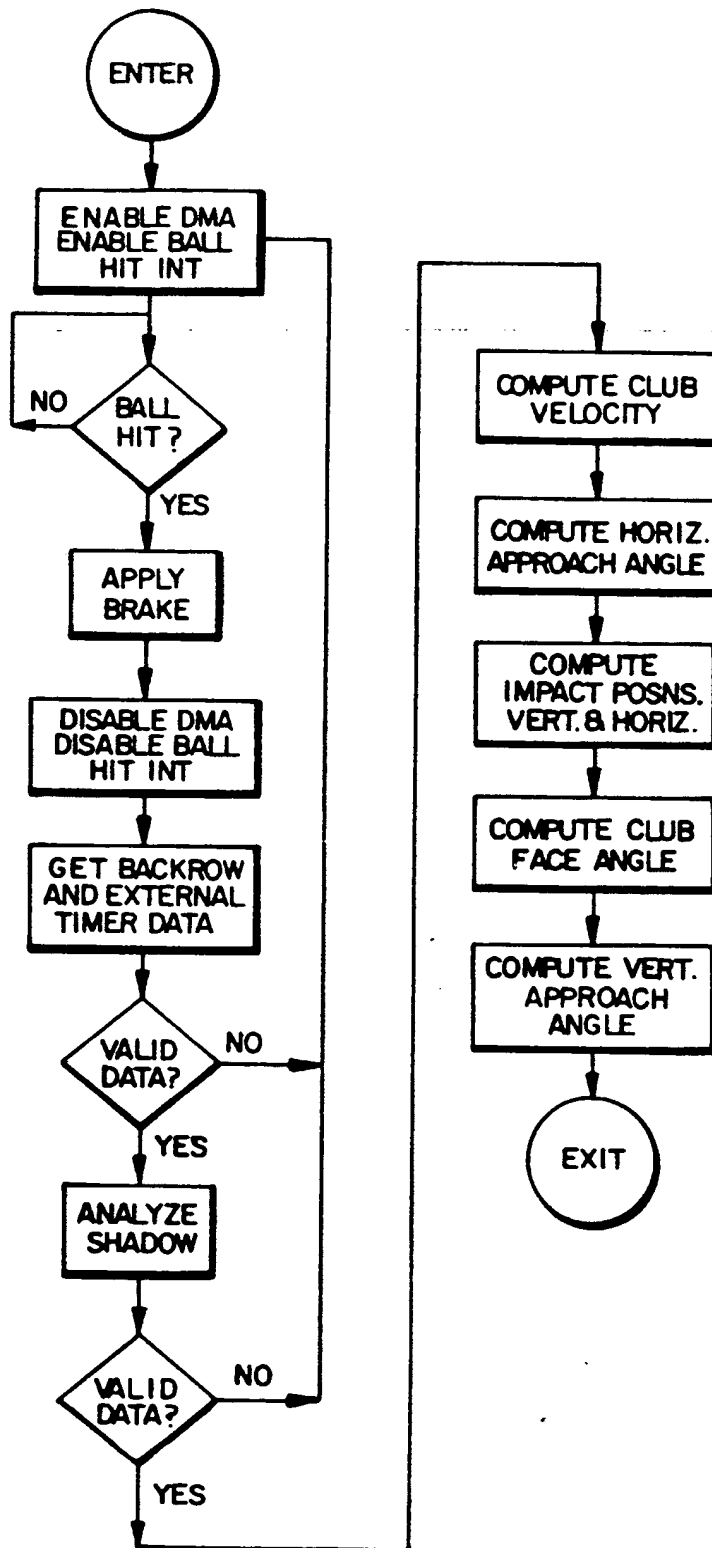 ENTER
ENABLE DMA
ENABLE BALL
HIT INT
NO
BALL
HIT?
YES
APPLY
BRAKE
DISABLE DMA
DISABLE BALL
HIT INT
GET BACKROW
AND EXTERNAL
TIMER DATA
VALID
DATA?
NO
YES
ANALYZE
SHADOW
VALID
DATA?
NO
YES
COMPUTE CLUB
VELOCITY
COMPUTE HORIZ.
APPROACH ANGLE
COMPUTE
IMPACT POSNS.
VERT. & HORIZ.
COMPUTE CLUB
FACE ANGLE
COMPUTE VERT.
APPROACH
ANGLE
EXIT